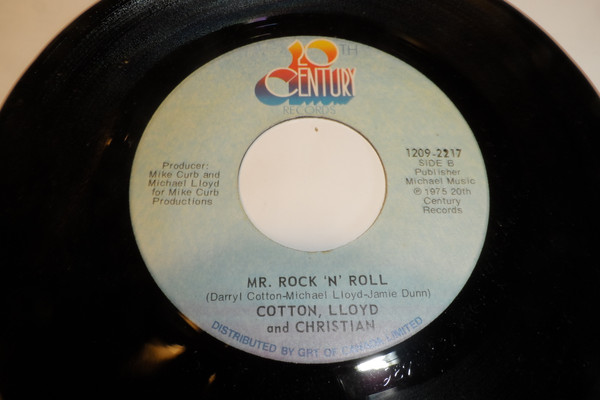 20TH
CENTURY
RECORDS
Producer:
Mike Curb and
Michael Lloyd
for Mike Curb
Productions
1209-2217
SIDE B
Publisher
Michael Music
℗ 1975 20th
Century
Records
MR. ROCK 'N' ROLL
(Darryl Cotton-Michael Lloyd-Jamie Dunn)
COTTON, LLOYD
and CHRISTIAN
DISTRIBUTED BY GRT OF CANADA LIMITED